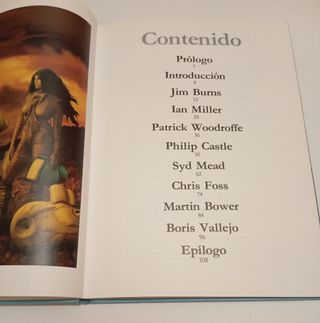 Contenido
Prólogo
Introducción
6
Jim Burns
12
Ian Miller
24
Patrick Woodroffe
36
Philip Castle
50
Syd Mead
62
Chris Foss
74
Martin Bower
84
Boris Vallejo
96
Epílogo
108